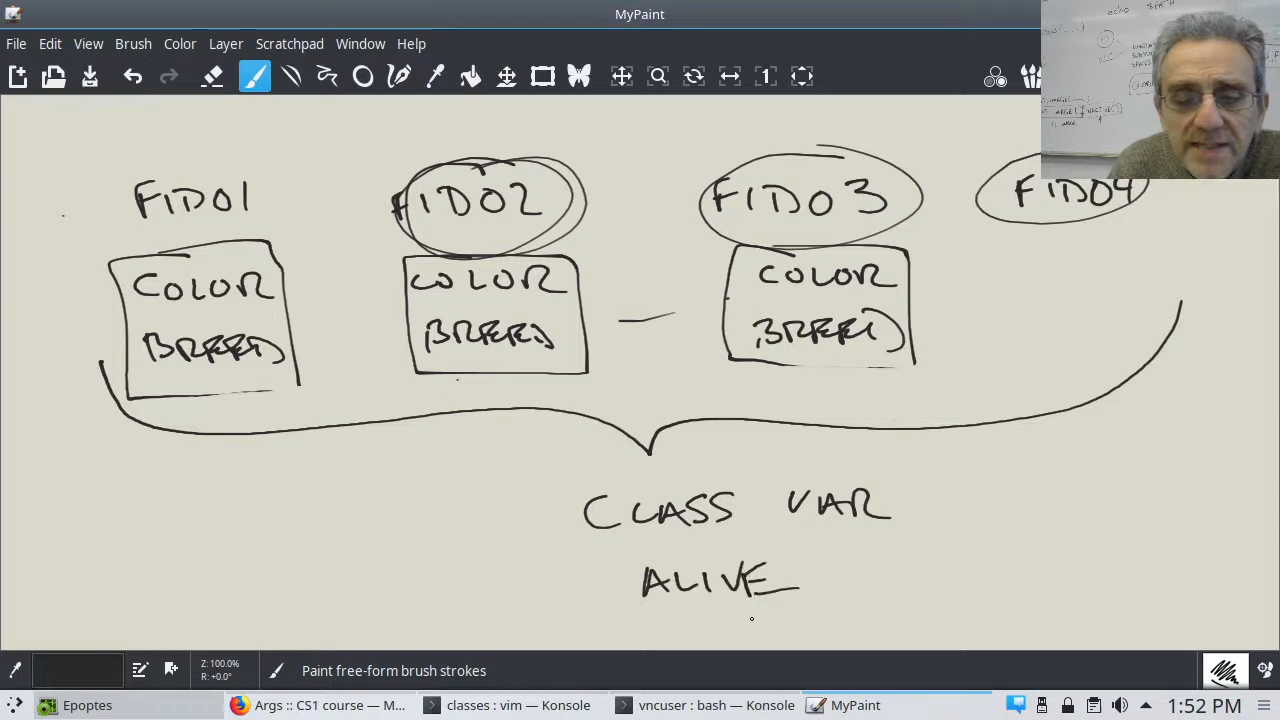 MyPaint
File Edit View Brush Color Layer Scratchpad Window Help
FIDO1 FIDO2 FIDO3 FIDO4
COLOR COLOR COLOR
BREED BREED BREED
CLASS VAR
ALIVE
Z: 100.0%
R: +0.0°
Paint free-form brush strokes
Epoptes Args :: CS1 course — M... classes : vim — Konsole vncuser : bash — Konsole MyPaint 1:52 PM